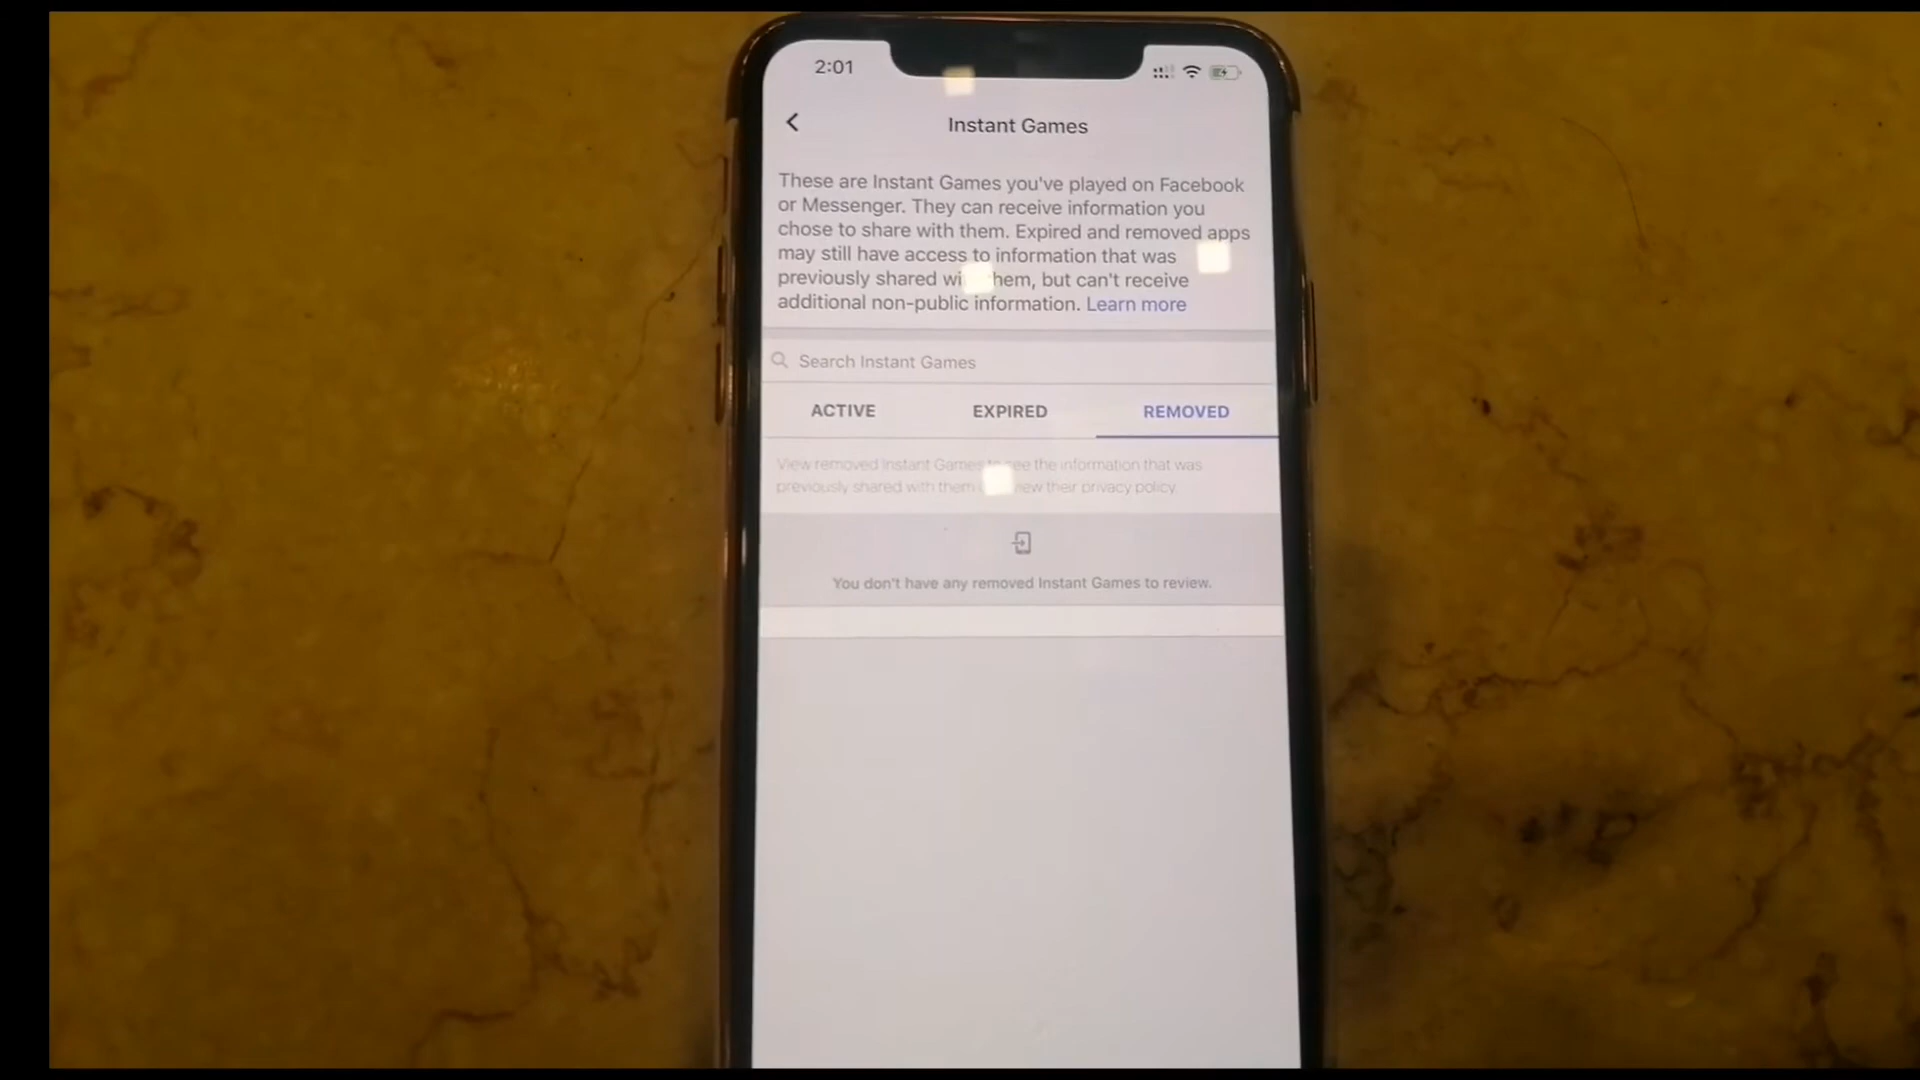 2:01
Instant Games
These are Instant Games you've played on Facebook
or Messenger. They can receive information you
chose to share with them. Expired and removed apps
may still have access to information that was
previously shared wi hem, but can't receive
additional non-public information. Learn more
Search Instant Games
ACTIVE EXPIRED REMOVED
View removed Instant Games to see the information that was
previously shared with them view their privacy policy.
You don't have any removed Instant Games to review.